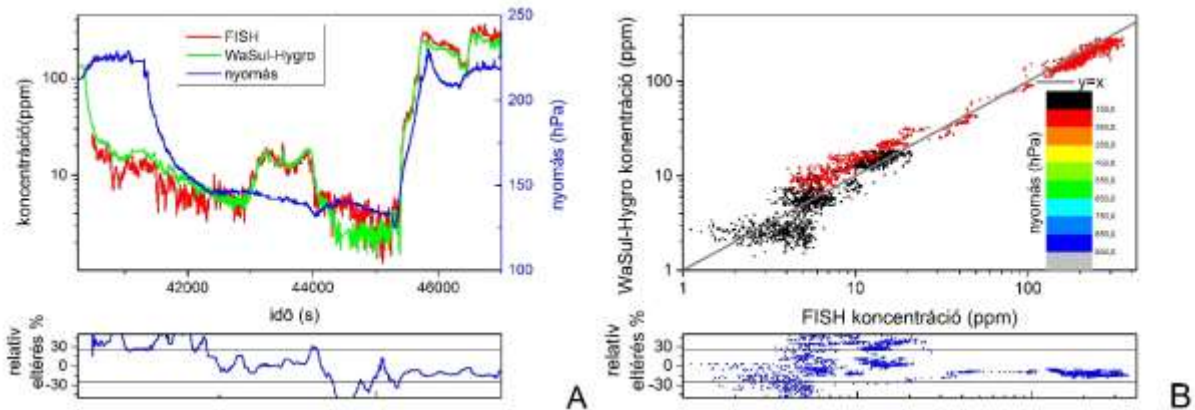 FISH
WaSul-Hygro
nyomás
koncentráció(ppm)
100
10
250
200
150
100
nyomás (hPa)
42000
44000
46000
idő (s)
relatív
eltérés %
30
0
-30
A
WaSul-Hygro konentráció (ppm)
100
10
1
y=x
nyomás (hPa)
1
10
100
FISH koncentráció (ppm)
relatív
eltérés %
30
0
-30
B